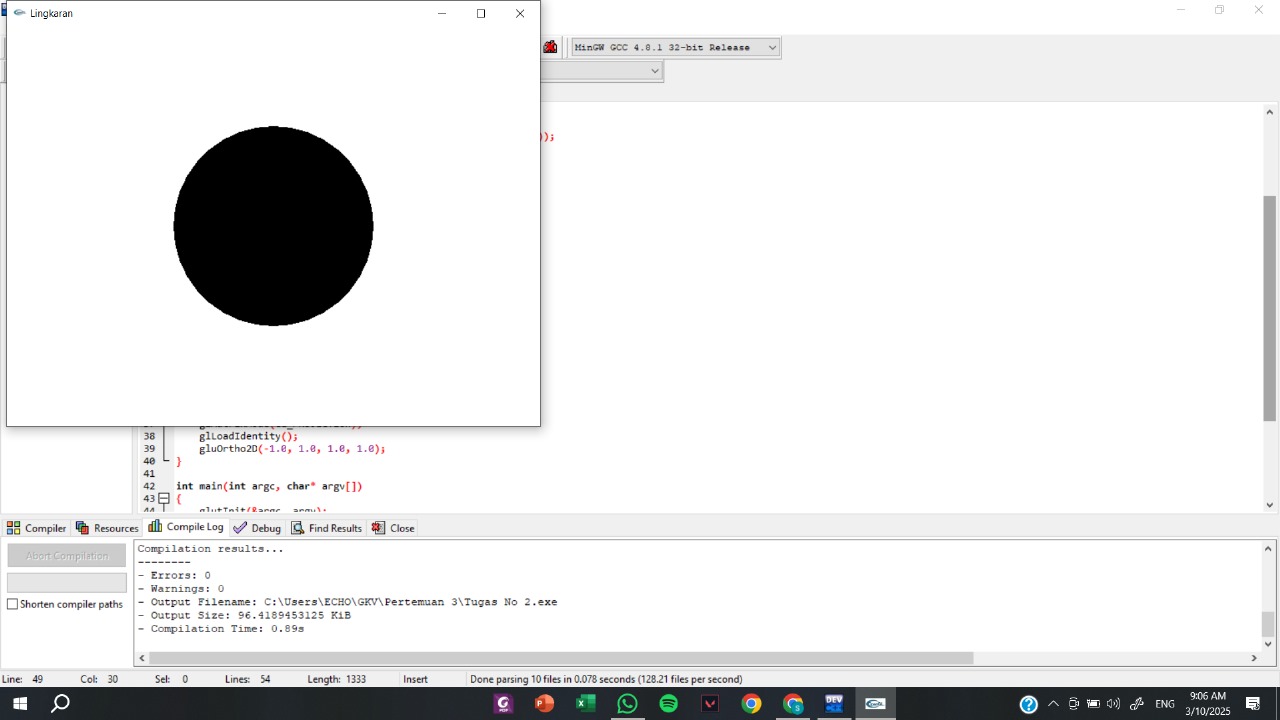 Lingkaran
MinGW GCC 4.8.1 32-bit Release
));
38 glLoadIdentity();
39 gluOrtho2D(-1.0, 1.0, 1.0, 1.0);
40 }
41
42 int main(int argc, char* argv[])
43 {
44 glutInit(&argc, argv);
Compiler Resources Compile Log Debug Find Results Close
Abort Compilation
Shorten compiler paths
Compilation results...
--------
- Errors: 0
- Warnings: 0
- Output Filename: C:\Users\ECHO\GKV\Pertemuan 3\Tugas No 2.exe
- Output Size: 96.4189453125 KiB
- Compilation Time: 0.89s
Line: 49 Col: 30 Sel: 0 Lines: 54 Length: 1333 Insert Done parsing 10 files in 0.078 seconds (128.21 files per second)
ENG
9:06 AM
3/10/2025